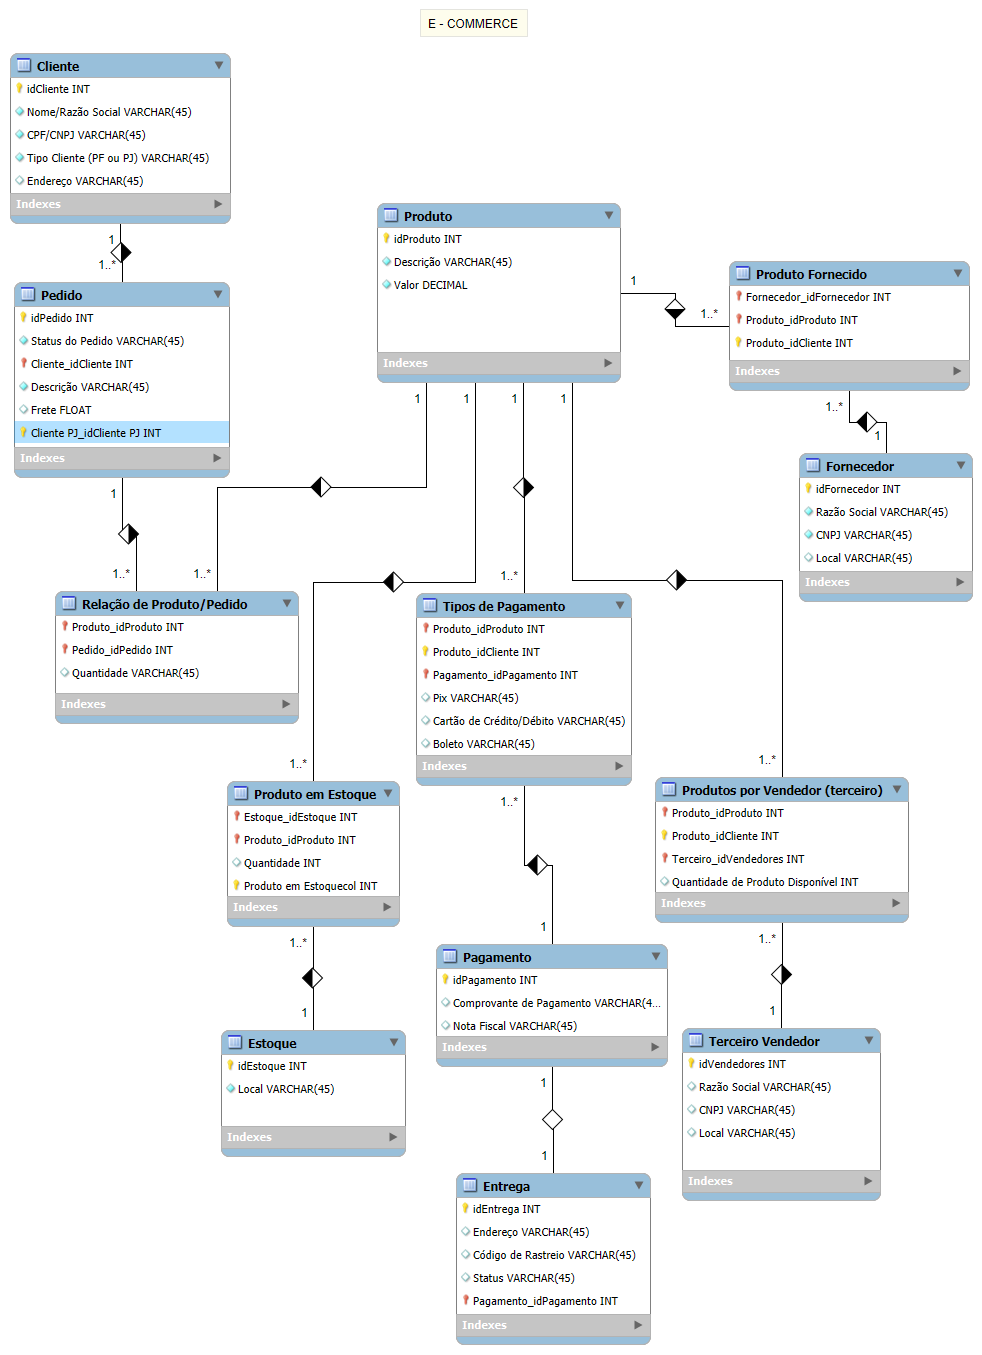 E - COMMERCE
Cliente
idCliente INT
Nome/Razão Social VARCHAR(45)
CPF/CNPJ VARCHAR(45)
Tipo Cliente (PF ou PJ) VARCHAR(45)
Endereço VARCHAR(45)
Indexes
1
1..*
Pedido
idPedido INT
Status do Pedido VARCHAR(45)
Cliente_idCliente INT
Descrição VARCHAR(45)
Frete FLOAT
Cliente PJ_idCliente PJ INT
Indexes
Produto
idProduto INT
Descrição VARCHAR(45)
Valor DECIMAL
Indexes
1
1..*
Produto Fornecido
Fornecedor_idFornecedor INT
Produto_idProduto INT
Produto_idCliente INT
Indexes
1..*
1
Fornecedor
idFornecedor INT
Razão Social VARCHAR(45)
CNPJ VARCHAR(45)
Local VARCHAR(45)
Indexes
1
1
1
1
1
1..*
1..*
Relação de Produto/Pedido
Produto_idProduto INT
Pedido_idPedido INT
Quantidade VARCHAR(45)
Indexes
1..*
Tipos de Pagamento
Produto_idProduto INT
Produto_idCliente INT
Pagamento_idPagamento INT
Pix VARCHAR(45)
Cartão de Crédito/Débito VARCHAR(45)
Boleto VARCHAR(45)
Indexes
1..*
Produto em Estoque
Estoque_idEstoque INT
Produto_idProduto INT
Quantidade INT
Produto em Estoquecol INT
Indexes
1..*
Produtos por Vendedor (terceiro)
Produto_idProduto INT
Produto_idCliente INT
Terceiro_idVendedores INT
Quantidade de Produto Disponível INT
Indexes
1..*
1
Estoque
idEstoque INT
Local VARCHAR(45)
Indexes
1..*
1
Pagamento
idPagamento INT
Comprovante de Pagamento VARCHAR(4...
Nota Fiscal VARCHAR(45)
Indexes
1..*
1
Terceiro Vendedor
idVendedores INT
Razão Social VARCHAR(45)
CNPJ VARCHAR(45)
Local VARCHAR(45)
Indexes
1
1
Entrega
idEntrega INT
Endereço VARCHAR(45)
Código de Rastreio VARCHAR(45)
Status VARCHAR(45)
Pagamento_idPagamento INT
Indexes